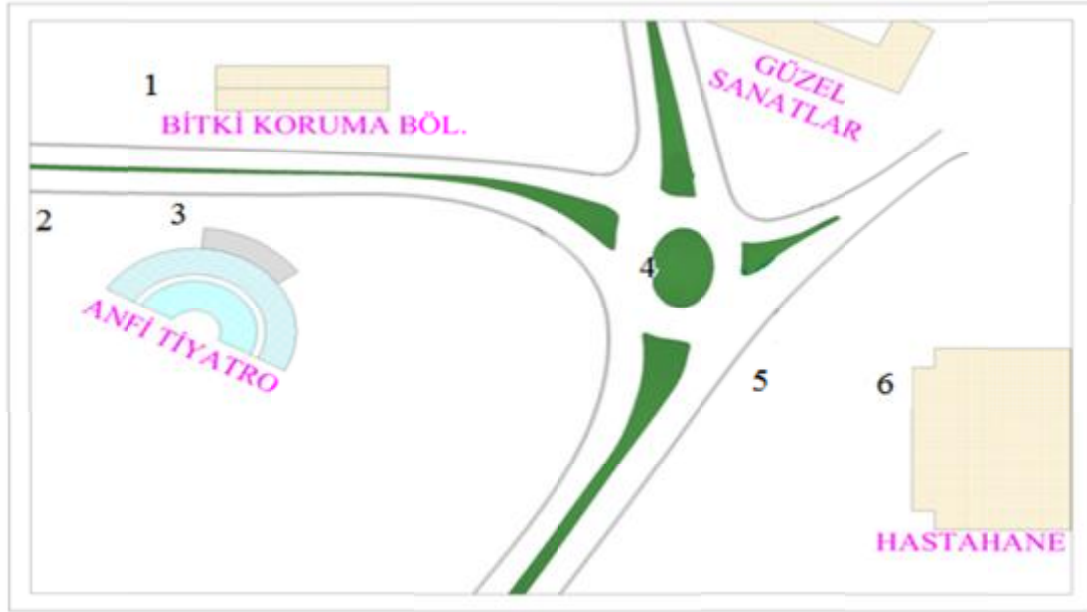 GÜZEL
SANATLAR
1
BİTKİ KORUMA BÖL.
2
3
ANFİ TİYATRO
4
5
6
HASTAHANE